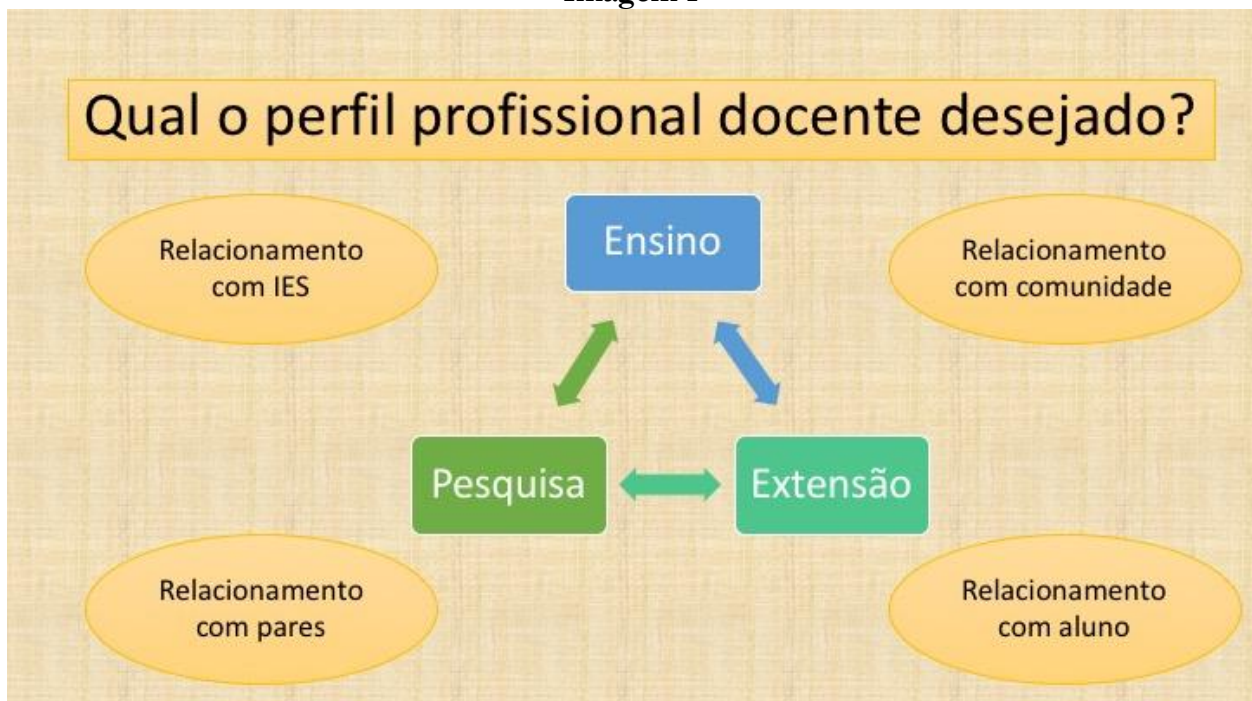 Qual o perfil profissional docente desejado?
Relacionamento
com IES
Ensino
Relacionamento
com comunidade
Pesquisa
Extensão
Relacionamento
com pares
Relacionamento
com aluno